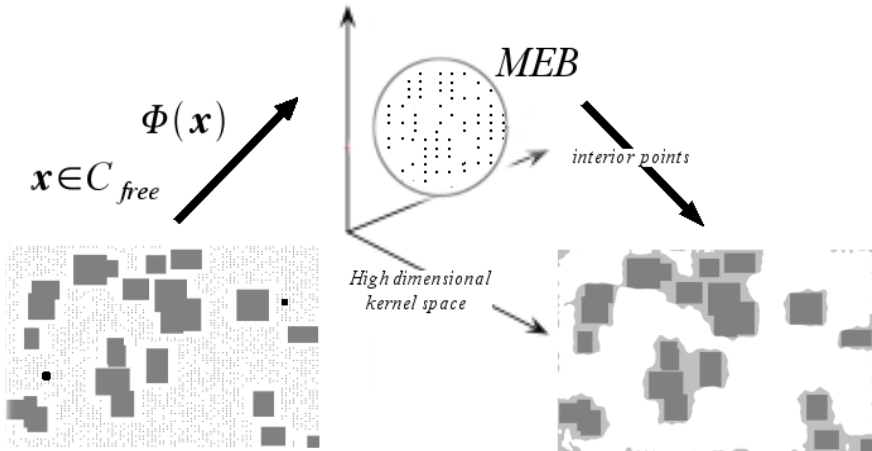 MEB
Φ(x)
x∈C free
interior points
High dimensional
kernel space